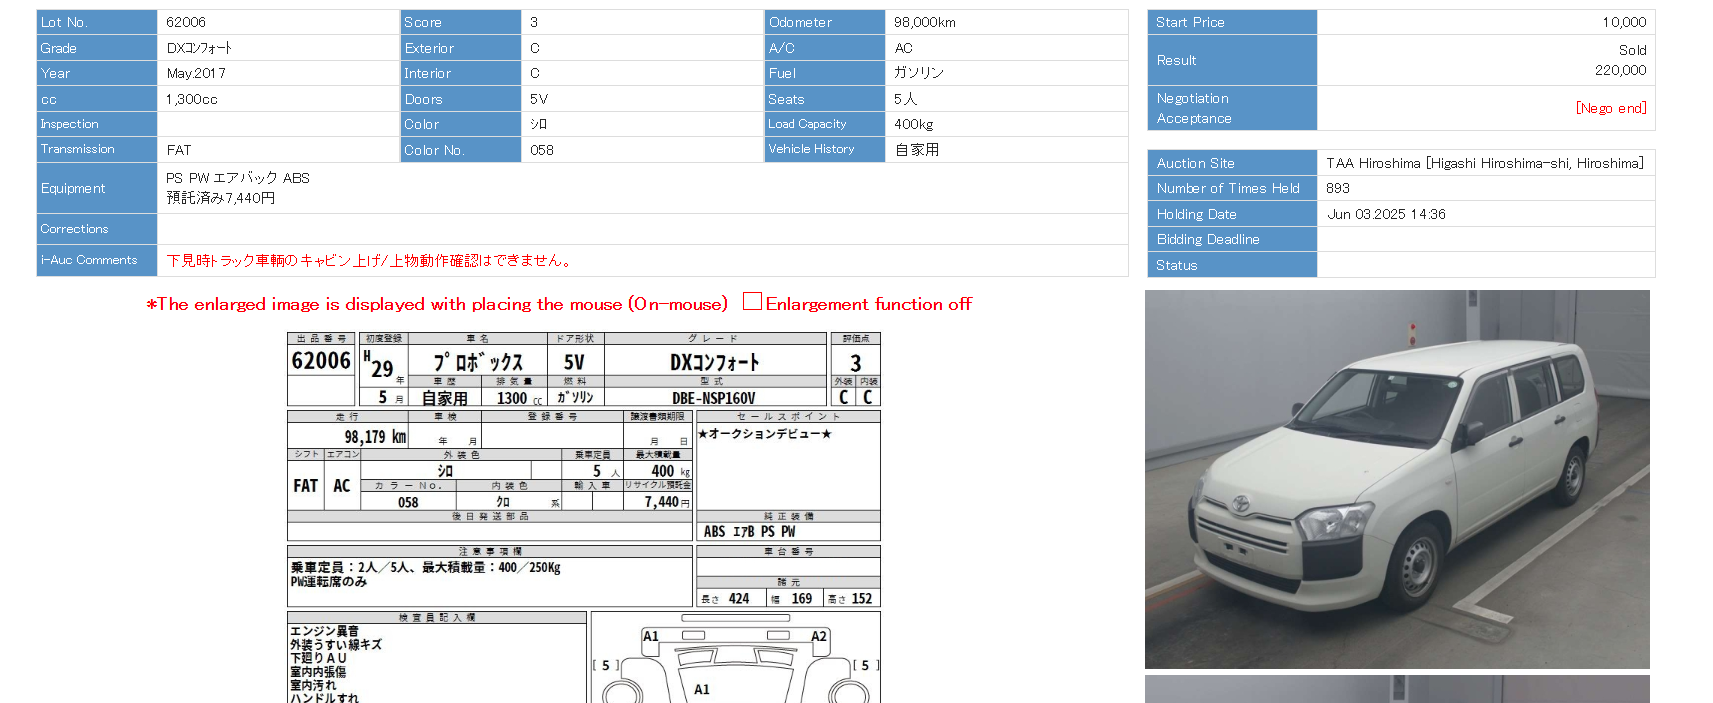 Lot No. 62006 Score 3 Odometer 98,000km
Grade DXｺﾝﾌｫｰﾄ Exterior C A/C AC
Year May.2017 Interior C Fuel ガソリン
cc 1,300cc Doors 5V Seats 5人
Inspection Color ｼﾛ Load Capacity 400kg
Transmission FAT Color No. 058 Vehicle History 自家用
Equipment PS PW エアバック ABS
預託済み7,440円
Corrections
i-Auc Comments 下見時トラック車輌のキャビン上げ/上物動作確認はできません。
Start Price 10,000
Result Sold
220,000
Negotiation
Acceptance [Nego end]
Auction Site TAA Hiroshima [Higashi Hiroshima-shi, Hiroshima]
Number of Times Held 893
Holding Date Jun 03.2025 14:36
Bidding Deadline
Status
*The enlarged image is displayed with placing the mouse (On-mouse) Enlargement function off
出品番号 初度登録 車名 ドア形状 グレード 評価点
62006 H29年 ﾌﾟﾛﾎﾞｯｸｽ 5V DXｺﾝﾌｫｰﾄ 3
車歴 排気量 燃料 型式 外装 内装
5月 自家用 1300cc ｶﾞｿﾘﾝ DBE-NSP160V C C
走行 車検 登録番号 譲渡書類期限 セールスポイント
98,179 km 年 月 月 日 ★オークションデビュー★
シフト エアコン 外装色 乗車定員 最大積載量
FAT AC ｼﾛ 5人 400kg
カラーNo. 内装色 輸入車 リサイクル預託金
058 ｸﾛ 系 7,440円
後日発送部品 純正装備
ABS ｴｱB PS PW
注意事項欄 車台番号
乗車定員：2人／5人、最大積載量：400／250Kg
PW運転席のみ
諸元
長さ 424 幅 169 高さ 152
検査員記入欄
エンジン異音
外装うすい線キズ
下廻りＡＵ
室内内張傷
室内汚れ
ハンドルすれ
A1 A2
[ 5 ] [ 5 ]
A1